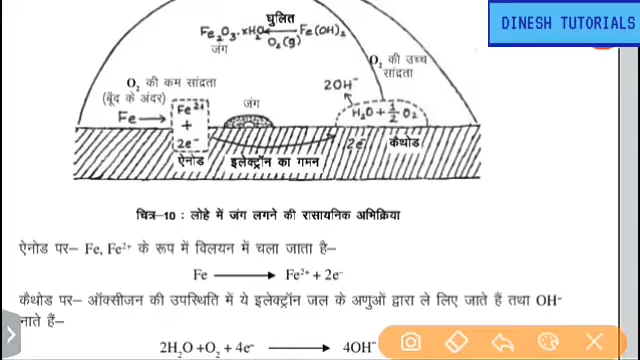 DINESH TUTORIALS
घुलित
Fe₂O₃.xH₂O ← Fe(OH)₂
जंग
O₂(g)
O₂ की उच्च
सांद्रता
O₂ की कम सांद्रता
(बूँद के अंदर)
2OH⁻
जंग
Fe →
Fe²⁺
+
2e⁻
H₂O + ½O₂
ऐनोड
इलेक्ट्रॉन का गमन
2e⁻
कैथोड
चित्र–10 : लोहे में जंग लगने की रासायनिक अभिक्रिया
ऐनोड पर– Fe, Fe²⁺ के रूप में विलयन में चला जाता है–
Fe ⟶ Fe²⁺ + 2e⁻
कैथोड पर– ऑक्सीजन की उपस्थिति में ये इलेक्ट्रॉन जल के अणुओं द्वारा ले लिए जाते हैं तथा OH⁻
नाते हैं–
2H₂O +O₂ + 4e⁻ ⟶ 4OH⁻